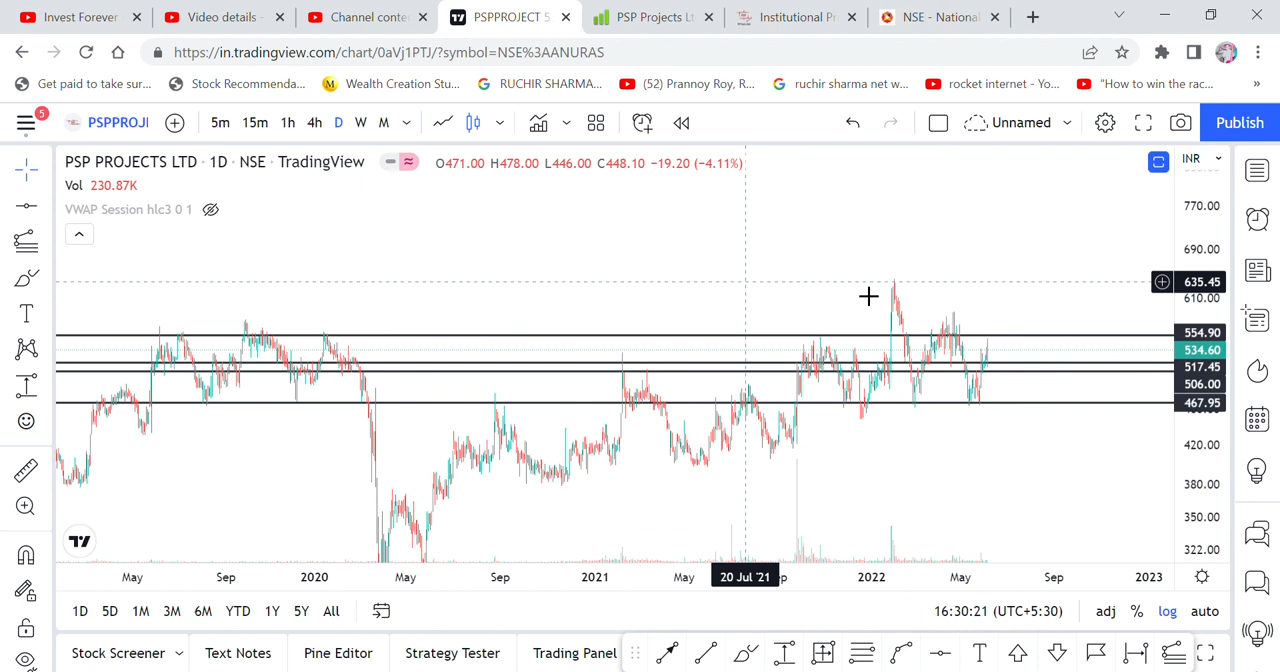 Invest Forever
Video details -
Channel conte
PSPPROJECT 5
PSP Projects Lt
Institutional Pr
NSE - National
https://in.tradingview.com/chart/0aVj1PTJ/?symbol=NSE%3AANURAS
Get paid to take sur...
Stock Recommenda...
M Wealth Creation Stu...
G RUCHIR SHARMA...
(52) Prannoy Roy, R...
G ruchir sharma net w...
rocket internet - Yo...
"How to win the rac...
»
5
PSPPROJI
5m 15m 1h 4h D W M
Unnamed
Publish
PSP PROJECTS LTD · 1D · NSE · TradingView
O471.00 H478.00 L446.00 C448.10 −19.20 (−4.11%)
INR
Vol 230.87K
VWAP Session hlc3 0 1
770.00
690.00
635.45
610.00
554.90
534.60
517.45
506.00
467.95
420.00
380.00
350.00
322.00
May Sep 2020 May Sep 2021 May 20 Jul '21 2022 May Sep 2023
1D 5D 1M 3M 6M YTD 1Y 5Y All
16:30:21 (UTC+5:30) adj % log auto
Stock Screener Text Notes Pine Editor Strategy Tester Trading Panel